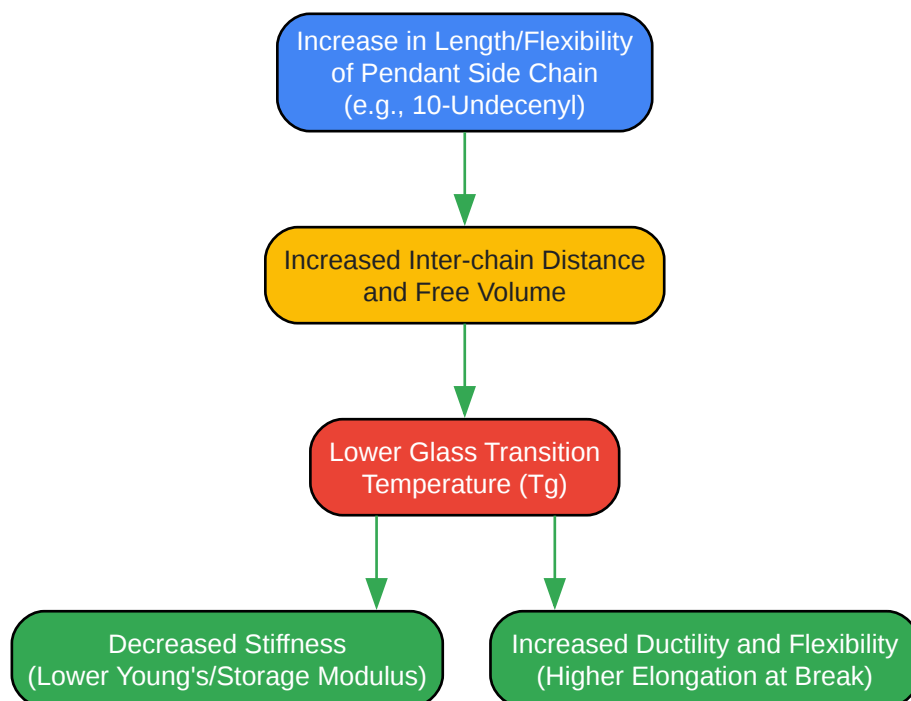 Increase in Length/Flexibility
of Pendant Side Chain
(e.g., 10-Undecenyl)
Increased Inter-chain Distance
and Free Volume
Lower Glass Transition
Temperature (Tg)
Decreased Stiffness
(Lower Young's/Storage Modulus)
Increased Ductility and Flexibility
(Higher Elongation at Break)